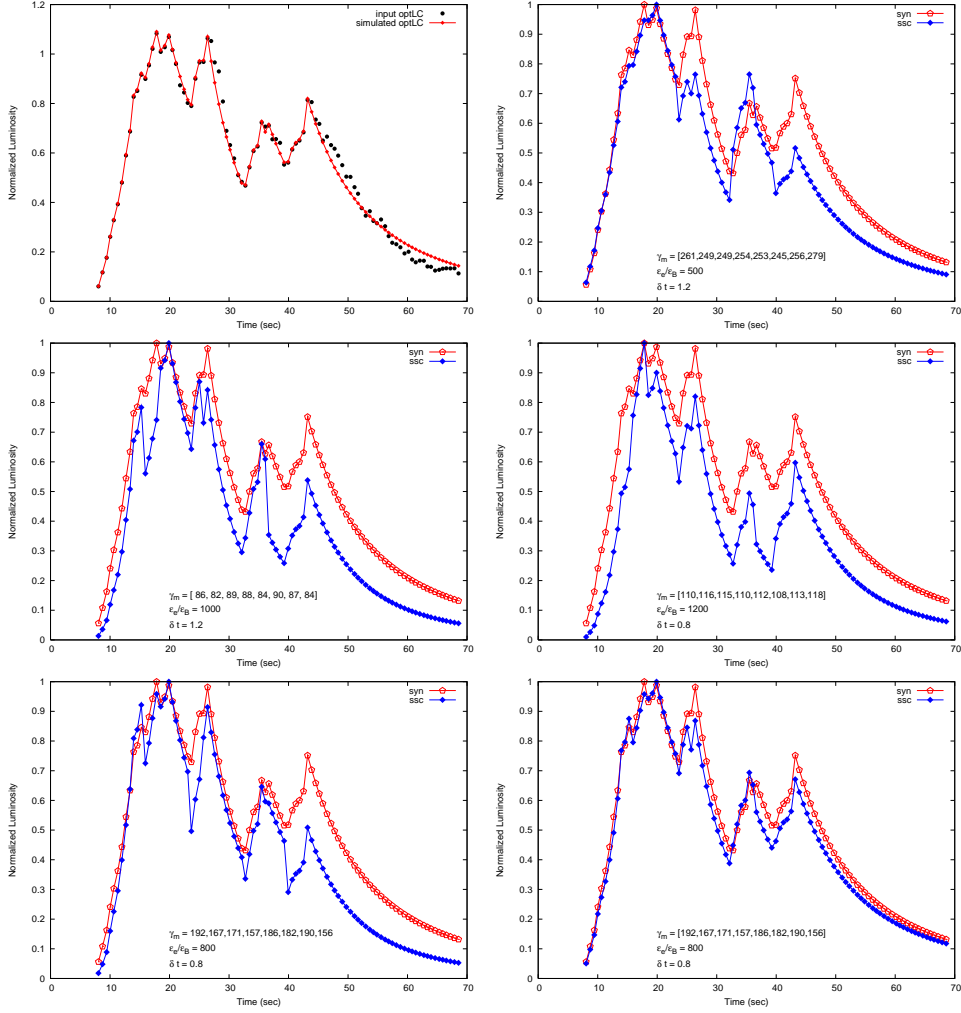 1.2
1
0.8
0.6
0.4
0.2
0
0 10 20 30 40 50 60 70
Normalized Luminosity
Time (sec)
input optLC
simulated optLC
1
0.9
0.8
0.7
0.6
0.5
0.4
0.3
0.2
0.1
0
0 10 20 30 40 50 60 70
Normalized Luminosity
Time (sec)
syn
ssc
γm = [261,249,249,254,253,245,256,279]
εe/εB = 500
δ t = 1.2
1
0.9
0.8
0.7
0.6
0.5
0.4
0.3
0.2
0.1
0
0 10 20 30 40 50 60 70
Normalized Luminosity
Time (sec)
syn
ssc
γm = [ 86, 82, 89, 88, 84, 90, 87, 84]
εe/εB = 1000
δ t = 1.2
1
0.9
0.8
0.7
0.6
0.5
0.4
0.3
0.2
0.1
0
0 10 20 30 40 50 60 70
Normalized Luminosity
Time (sec)
syn
ssc
γm = [110,116,115,110,112,108,113,118]
εe/εB = 1200
δ t = 0.8
1
0.9
0.8
0.7
0.6
0.5
0.4
0.3
0.2
0.1
0
0 10 20 30 40 50 60 70
Normalized Luminosity
Time (sec)
syn
ssc
γm = 192,167,171,157,186,182,190,156
εe/εB = 800
δ t = 0.8
1
0.9
0.8
0.7
0.6
0.5
0.4
0.3
0.2
0.1
0
0 10 20 30 40 50 60 70
Normalized Luminosity
Time (sec)
syn
ssc
γm = [192,167,171,157,186,182,190,156]
εe/εB = 800
δ t = 0.8